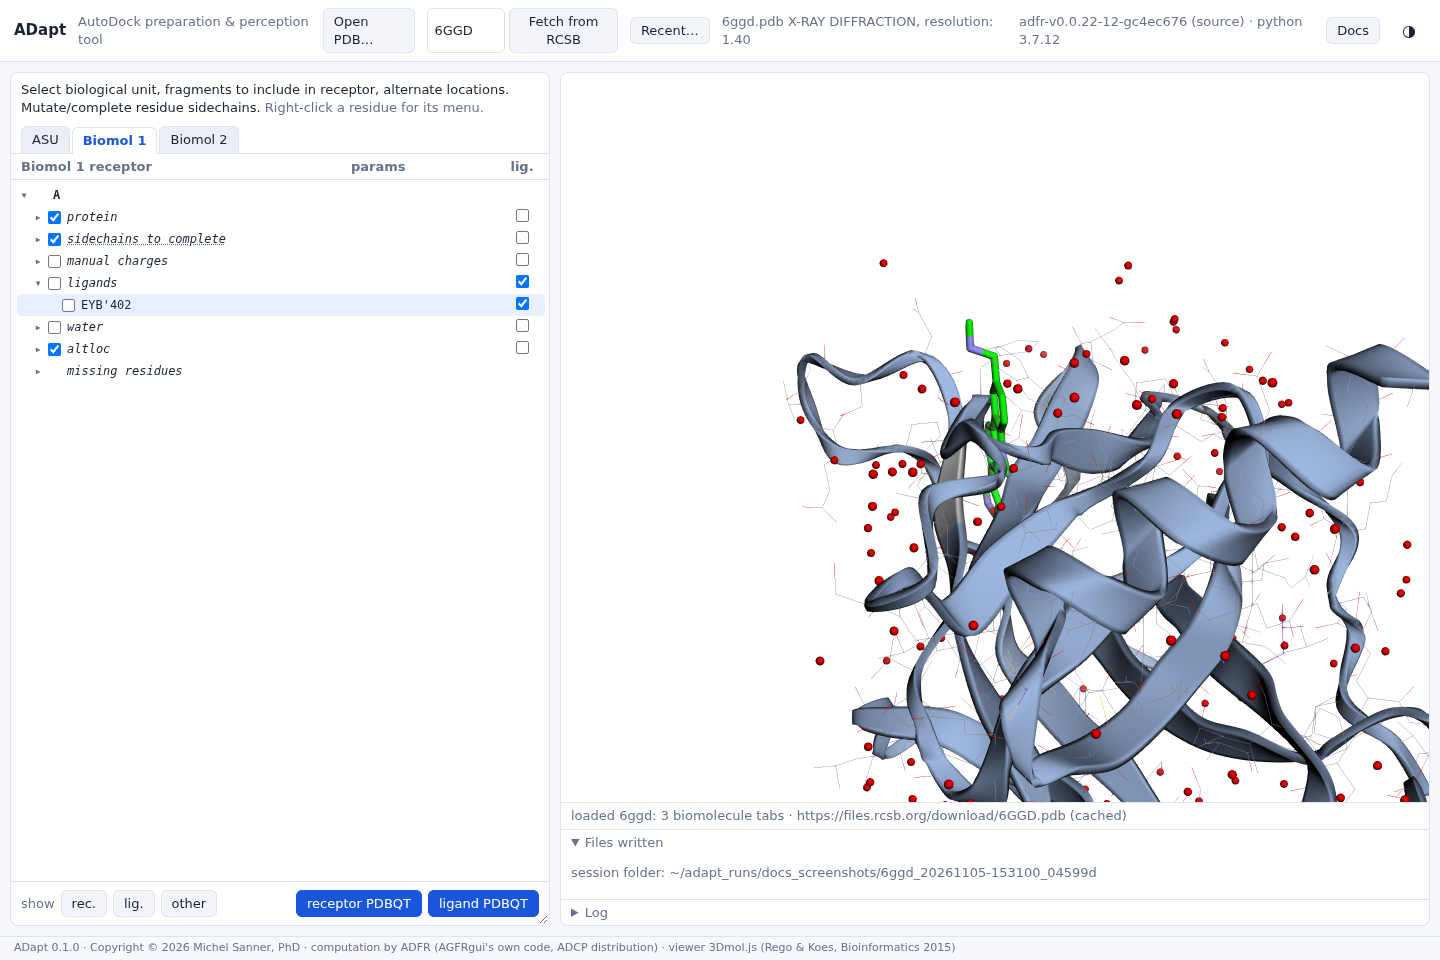 ADapt
AutoDock preparation & perception tool
Open PDB…
6GGD
Fetch from RCSB
Recent…
6ggd.pdb X-RAY DIFFRACTION, resolution: 1.40
adfr-v0.0.22-12-gc4ec676 (source) · python 3.7.12
Docs
Select biological unit, fragments to include in receptor, alternate locations.
Mutate/complete residue sidechains. Right-click a residue for its menu.
ASU Biomol 1 Biomol 2
Biomol 1 receptor params lig.
A
protein
sidechains to complete
manual charges
ligands
EYB'402
water
altloc
missing residues
show rec. lig. other receptor PDBQT ligand PDBQT
loaded 6ggd: 3 biomolecule tabs · https://files.rcsb.org/download/6GGD.pdb (cached)
Files written
session folder: ~/adapt_runs/docs_screenshots/6ggd_20261105-153100_04599d
Log
ADapt 0.1.0 · Copyright © 2026 Michel Sanner, PhD · computation by ADFR (AGFRgui's own code, ADCP distribution) · viewer 3Dmol.js (Rego & Koes, Bioinformatics 2015)